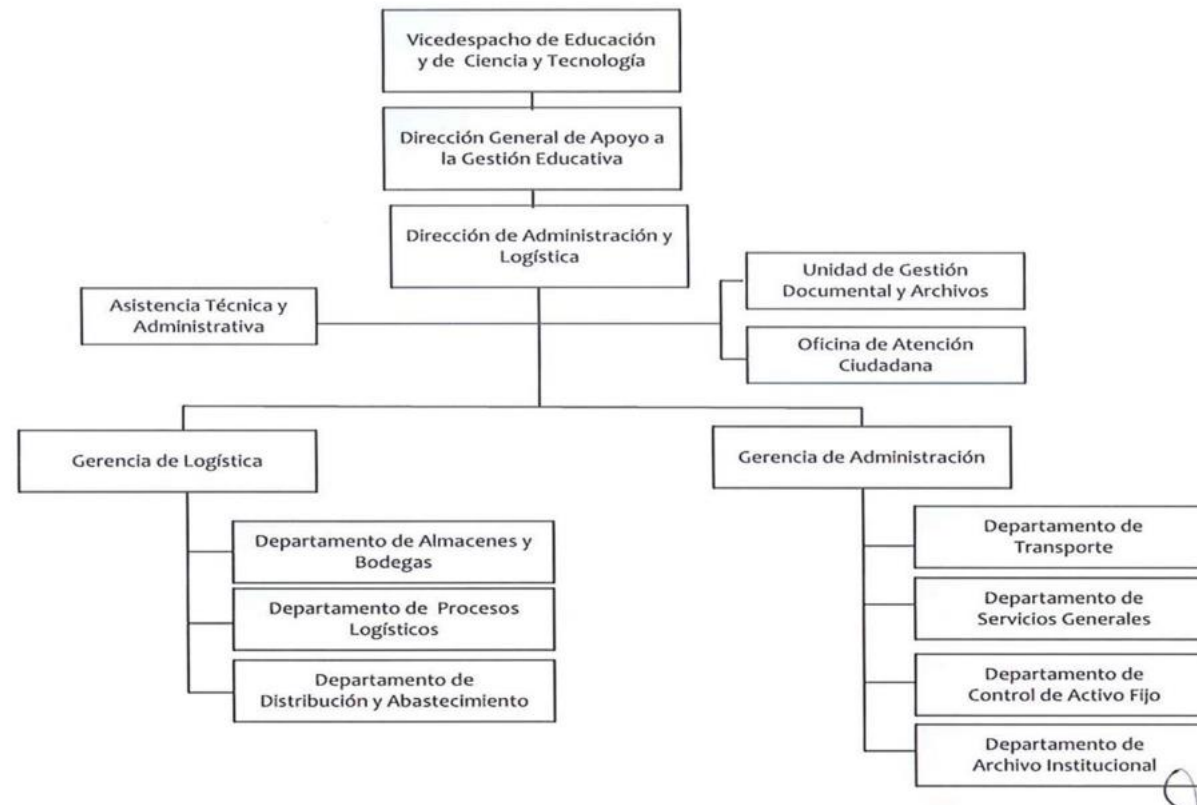 Vicedespacho de Educación
y de Ciencia y Tecnología
Dirección General de Apoyo a
la Gestión Educativa
Dirección de Administración y
Logística
Asistencia Técnica y
Administrativa
Unidad de Gestión
Documental y Archivos
Oficina de Atención
Ciudadana
Gerencia de Logística
Departamento de Almacenes y
Bodegas
Departamento de Procesos
Logísticos
Departamento de
Distribución y Abastecimiento
Gerencia de Administración
Departamento de
Transporte
Departamento de
Servicios Generales
Departamento de
Control de Activo Fijo
Departamento de
Archivo Institucional